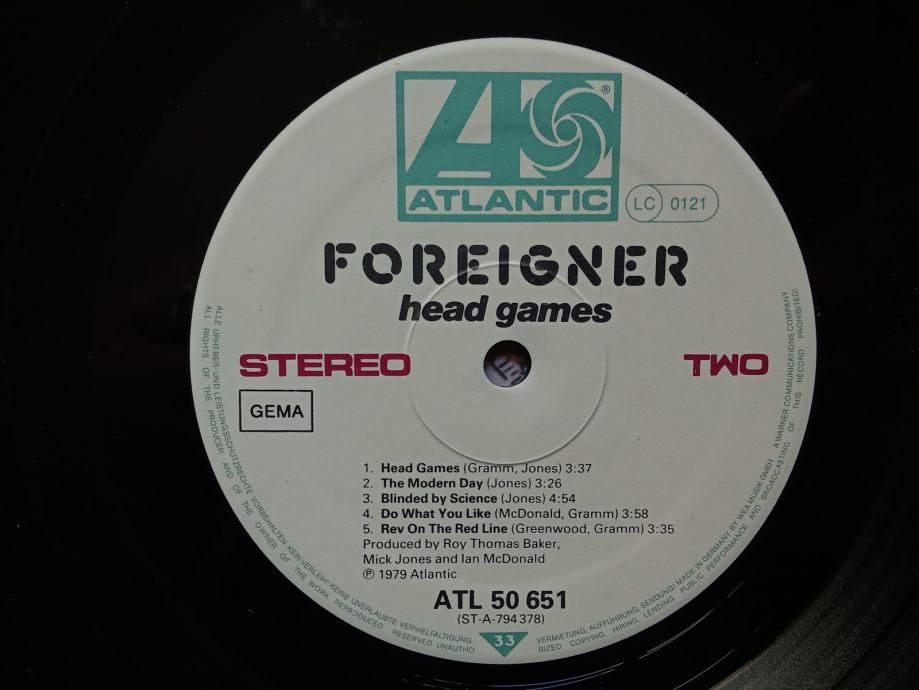 ATLANTIC ®
LC 0121
FOREIGNER
head games
STEREO
TWO
GEMA
1. Head Games (Gramm, Jones) 3:37
2. The Modern Day (Jones) 3:26
3. Blinded by Science (Jones) 4:54
4. Do What You Like (McDonald, Gramm) 3:58
5. Rev On The Red Line (Greenwood, Gramm) 3:35
Produced by Roy Thomas Baker,
Mick Jones and Ian McDonald
℗ 1979 Atlantic
ATL 50 651
(ST-A-794378)
33
ALLE URHEBER- UND LEISTUNGSSCHUTZRECHTE VORBEHALTEN KEIN VERLEIH! KEINE UNERLAUBTE VERVIELFÄLTIGUNG,
VERMIETUNG, AUFFÜHRUNG, SENDUNG! MADE IN GERMANY BY WEA MUSIK GMBH A WARNER COMMUNICATIONS COMPANY
ALL RIGHTS OF THE PRODUCER AND OF THE OWNER OF THE WORK REPRODUCED RESERVED UNAUTHO
RIZED COPYING, HIRING, LENDING PUBLIC PERFORMANCE AND BROADCASTING OF THIS RECORD PROHIBITED!